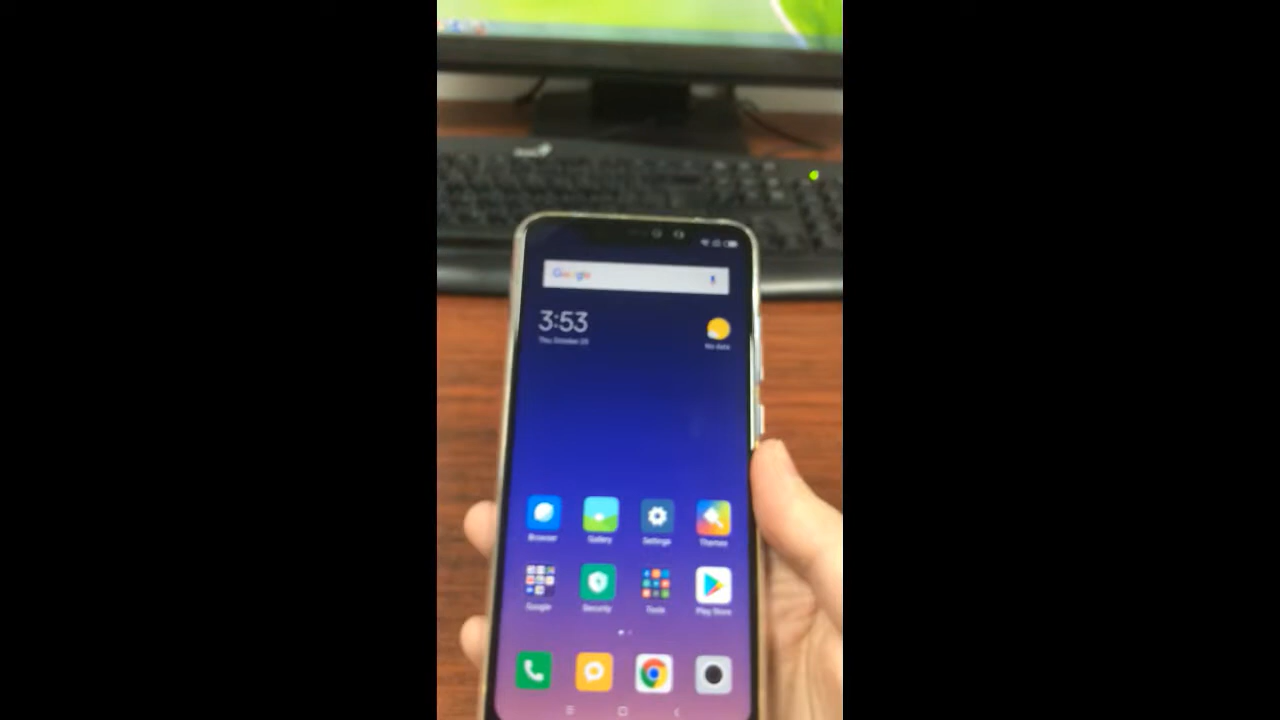 Google
3:53
Thu, October 25
No data
Browser
Gallery
Settings
Themes
Google
Security
Tools
Play Store